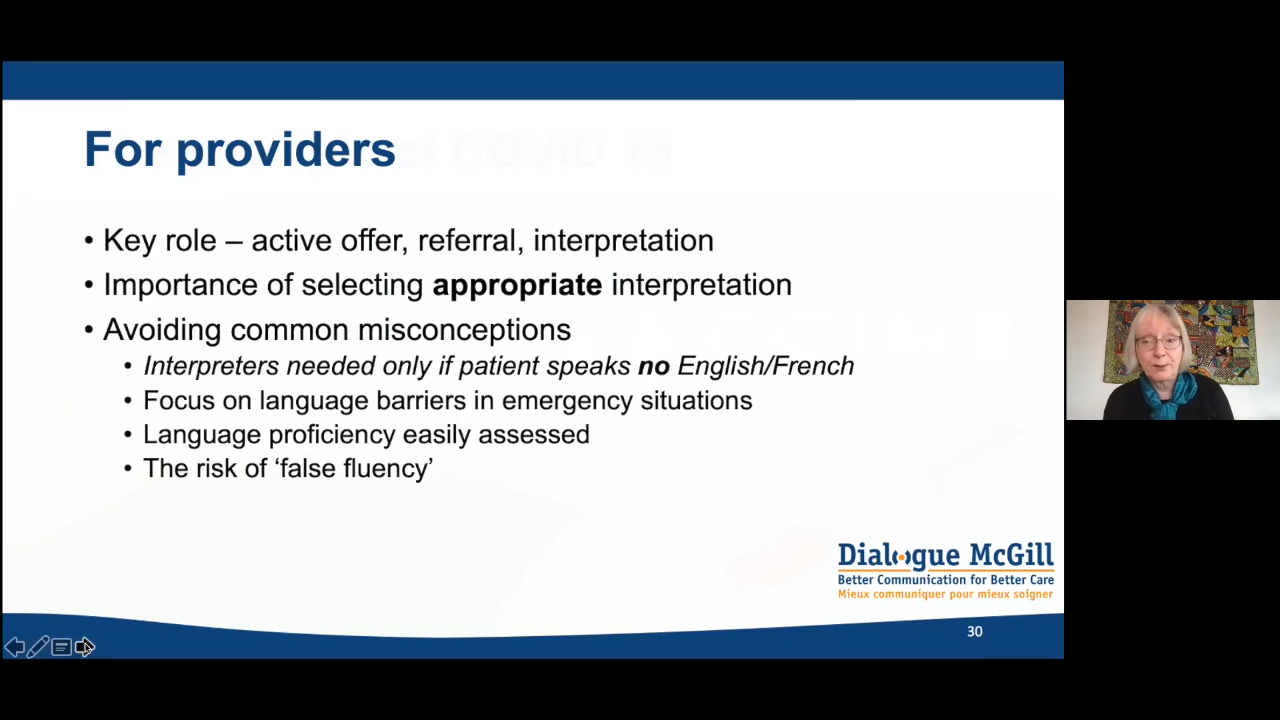 For providers
• Key role – active offer, referral, interpretation
• Importance of selecting appropriate interpretation
• Avoiding common misconceptions
• Interpreters needed only if patient speaks no English/French
• Focus on language barriers in emergency situations
• Language proficiency easily assessed
• The risk of ‘false fluency’
Dialogue McGill
Better Communication for Better Care
Mieux communiquer pour mieux soigner
30